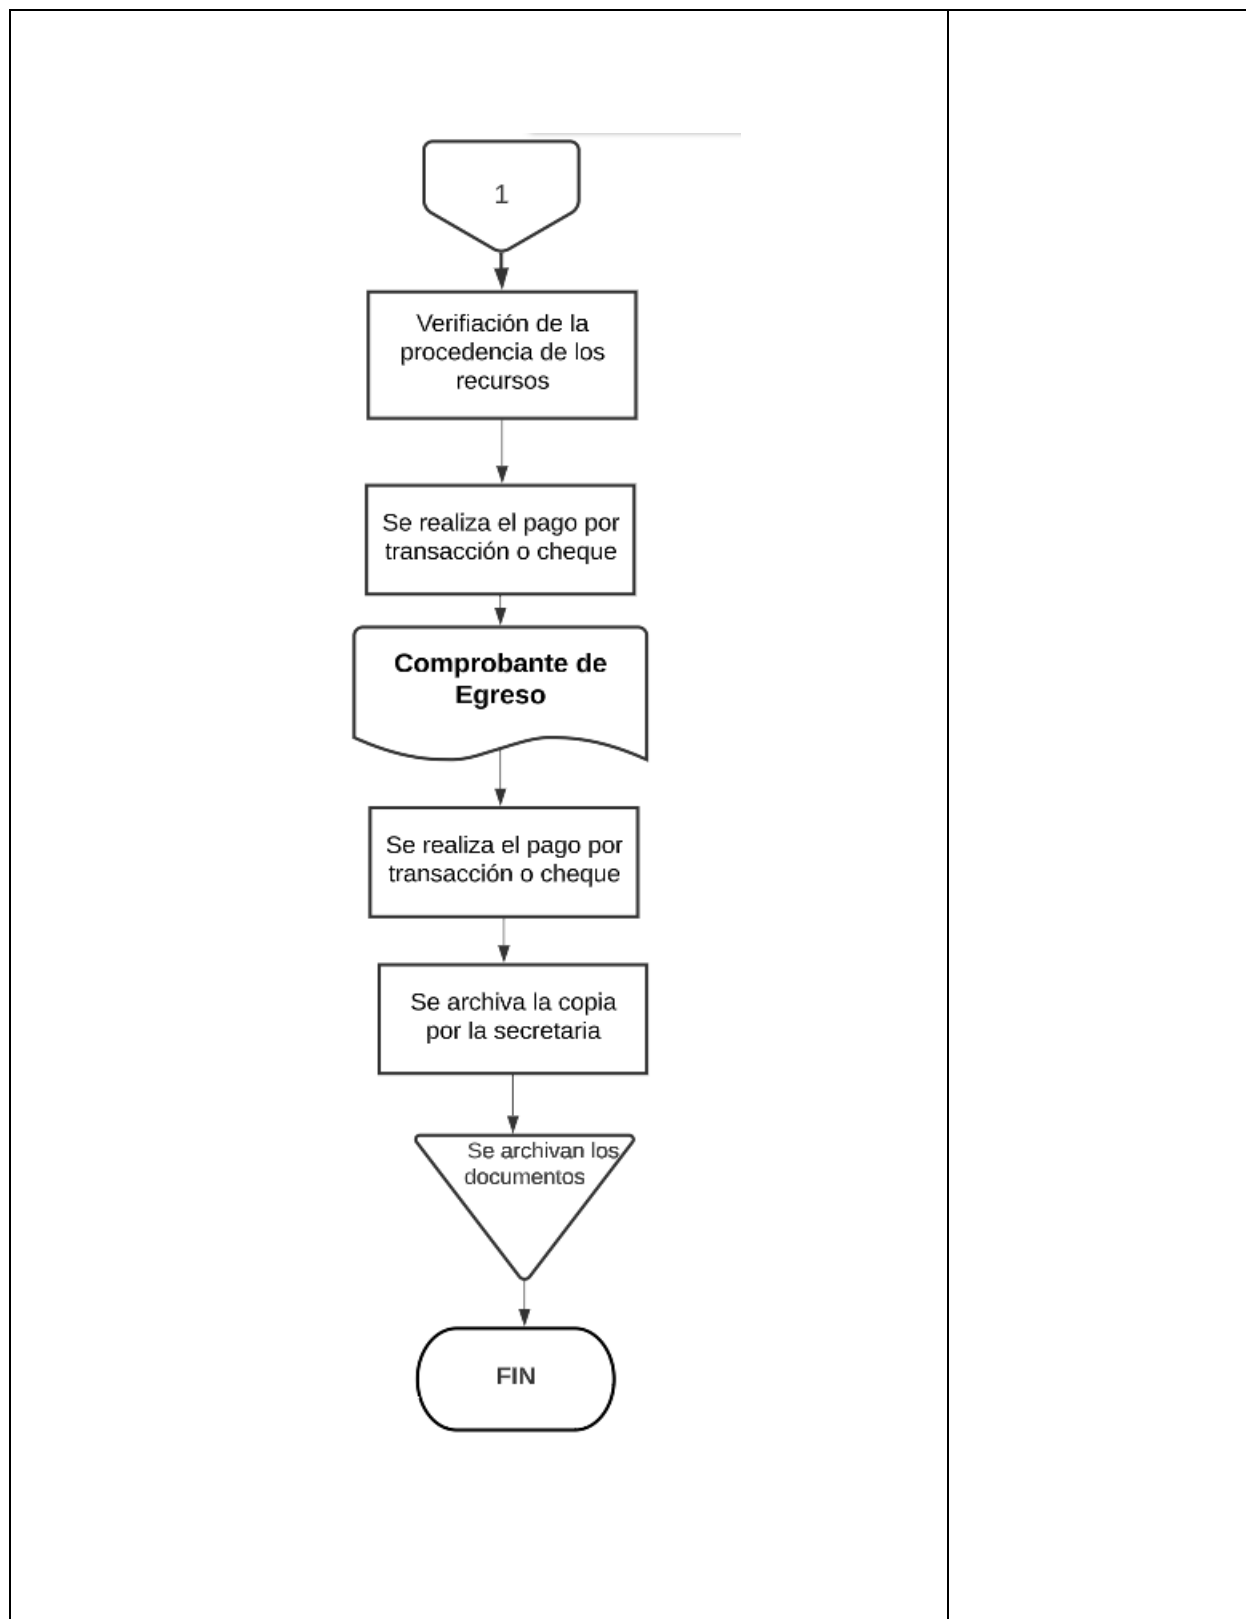 1
Verifiación de la
procedencia de los
recursos
Se realiza el pago por
transacción o cheque
Comprobante de
Egreso
Se realiza el pago por
transacción o cheque
Se archiva la copia
por la secretaria
Se archivan los
documentos
FIN